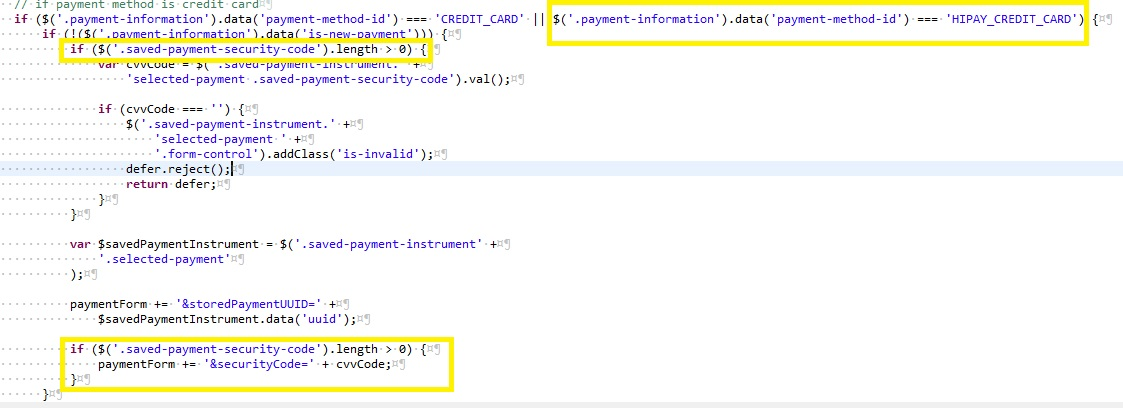 // if payment method is credit card
if ($('.payment-information').data('payment-method-id') === 'CREDIT_CARD' || $('.payment-information').data('payment-method-id') === 'HIPAY_CREDIT_CARD') {
if (!($('.payment-information').data('is-new-payment'))) {
if ($('.saved-payment-security-code').length > 0) {
var cvvCode = $('.saved-payment-instrument.' +
'selected-payment .saved-payment-security-code').val();
if (cvvCode === '') {
$('.saved-payment-instrument.' +
'selected-payment ' +
'.form-control').addClass('is-invalid');
defer.reject();
return defer;
}
}
var $savedPaymentInstrument = $('.saved-payment-instrument' +
'.selected-payment'
);
paymentForm += '&storedPaymentUUID=' +
$savedPaymentInstrument.data('uuid');
if ($('.saved-payment-security-code').length > 0) {
paymentForm += '&securityCode=' + cvvCode;
}
}